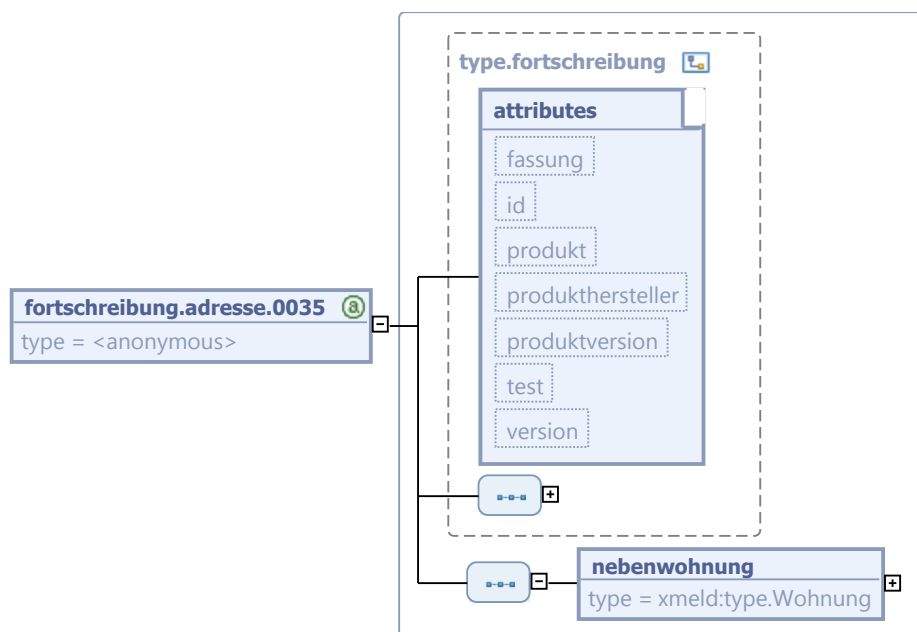 type.fortschreibung
attributes
fassung
id
produkt
produkthersteller
produktversion
test
version
fortschreibung.adresse.0035
type = <anonymous>
nebenwohnung
type = xmeld:type.Wohnung